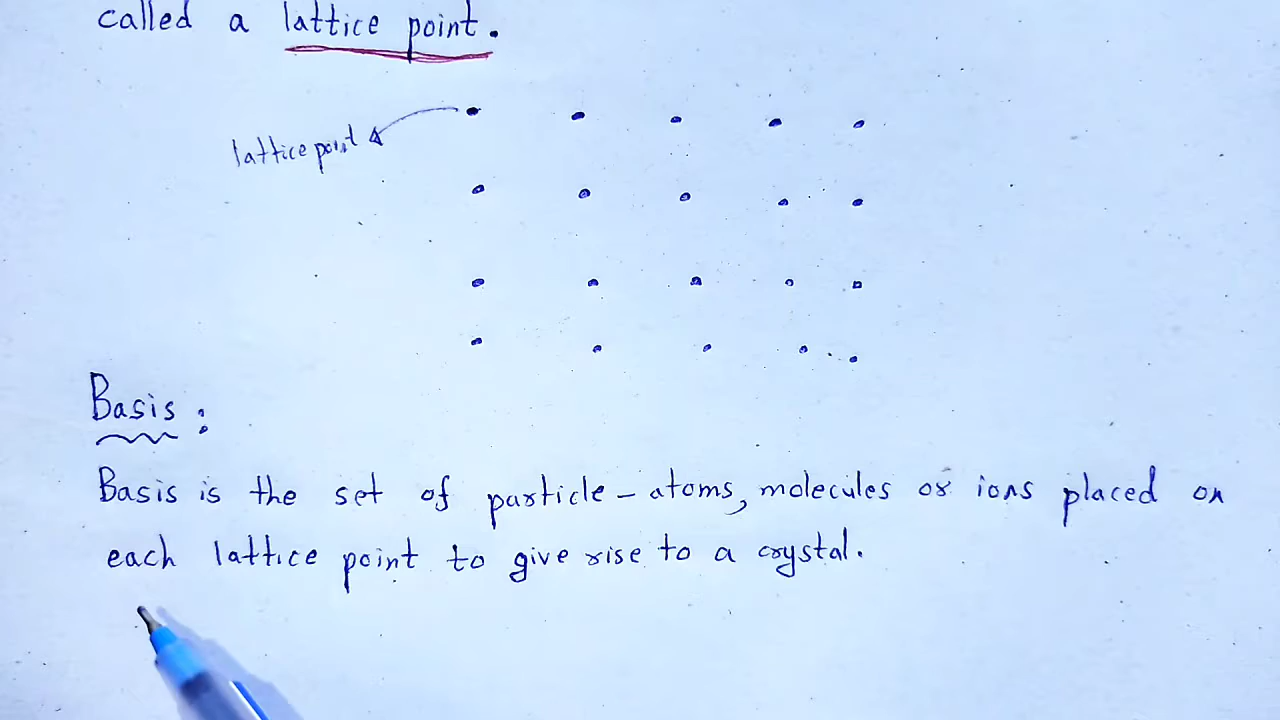 called a lattice point.
lattice point
Basis :
Basis is the set of particle - atoms, molecules or ions placed on
each lattice point to give rise to a crystal.